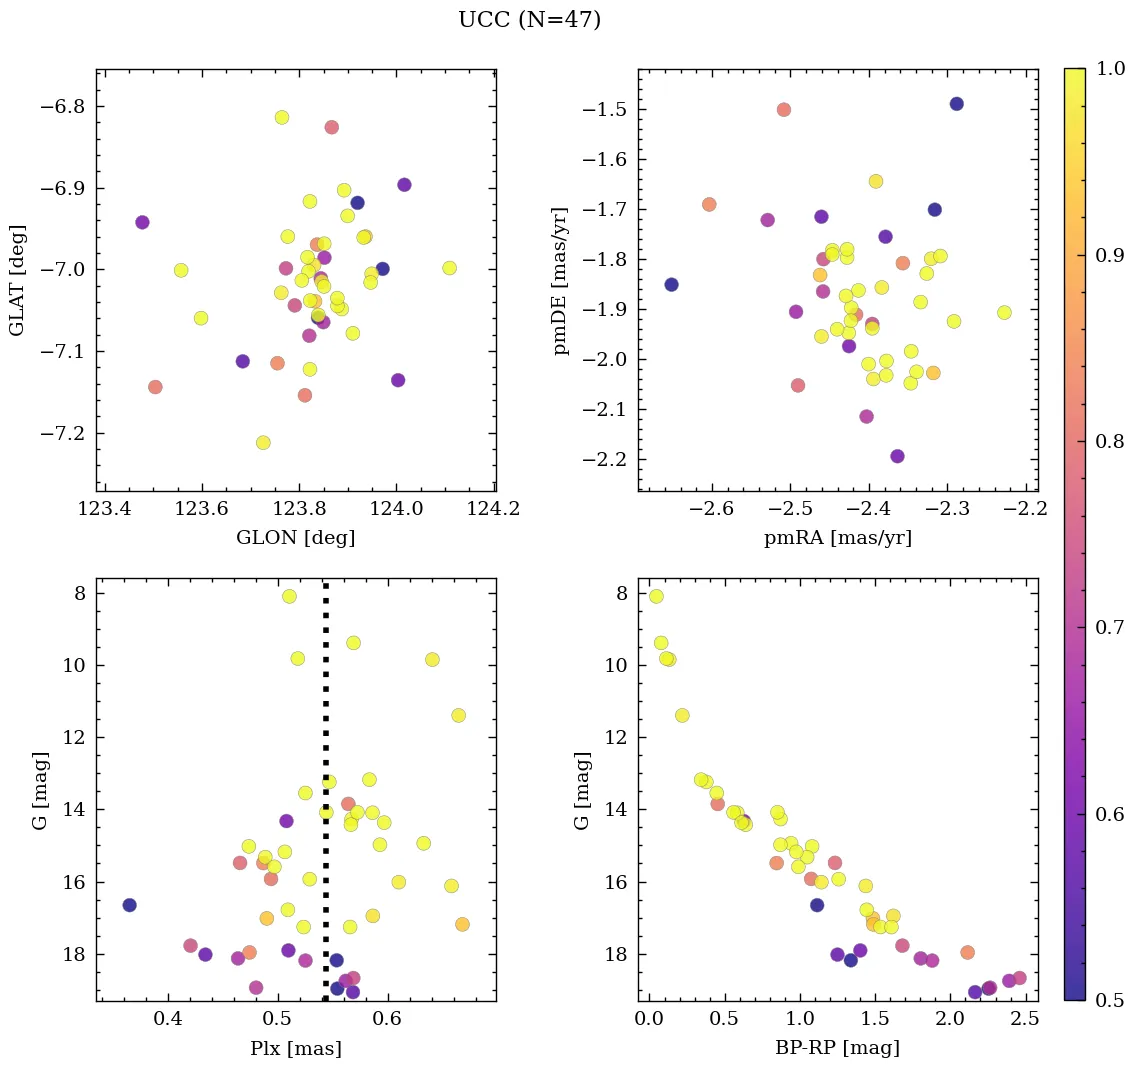 UCC (N=47)
−6.8
−6.9
−7.0
−7.1
−7.2
GLAT [deg]
123.4 123.6 123.8 124.0 124.2
GLON [deg]
−1.5
−1.6
−1.7
−1.8
−1.9
−2.0
−2.1
−2.2
pmDE [mas/yr]
−2.6 −2.5 −2.4 −2.3 −2.2
pmRA [mas/yr]
8
10
12
14
16
18
G [mag]
0.4 0.5 0.6
Plx [mas]
8
10
12
14
16
18
G [mag]
0.0 0.5 1.0 1.5 2.0 2.5
BP-RP [mag]
1.0
0.9
0.8
0.7
0.6
0.5